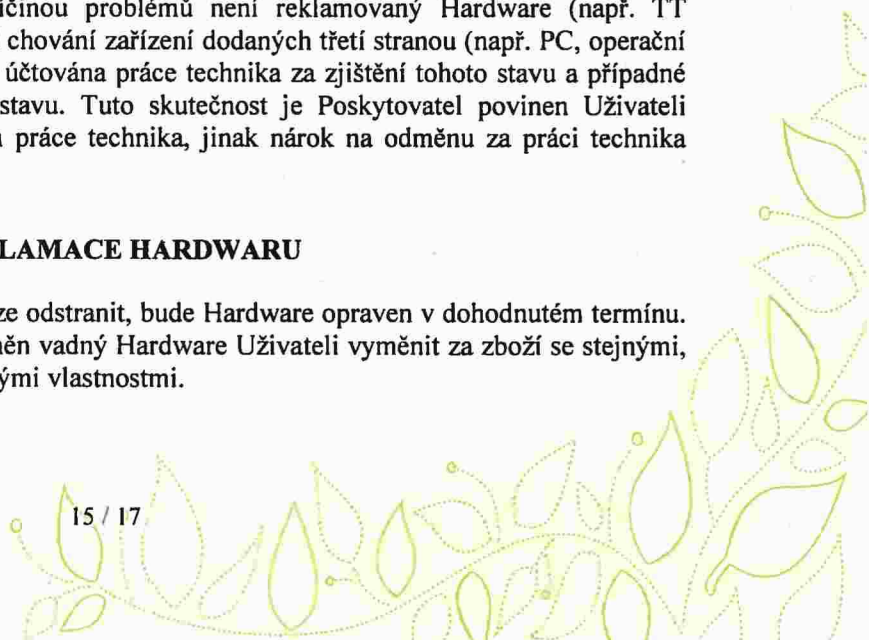 ičinou problémů není reklamovaný Hardware (např. TT
chování zařízení dodaných třetí stranou (např. PC, operační
účtována práce technika za zjištění tohoto stavu a případné
stavu. Tuto skutečnost je Poskytovatel povinen Uživateli
práce technika, jinak nárok na odměnu za práci technika
LAMACE HARDWARU
ze odstranit, bude Hardware opraven v dohodnutém termínu.
něn vadný Hardware Uživateli vyměnit za zboží se stejnými,
ými vlastnostmi.
15 / 17